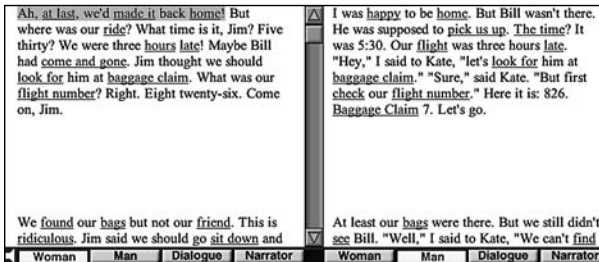 Ah, at last, we'd made it back home! But
where was our ride? What time is it, Jim? Five
thirty? We were three hours late! Maybe Bill
had come and gone. Jim thought we should
look for him at baggage claim. What was our
flight number? Right. Eight twenty-six. Come
on, Jim.
We found our bags but not our friend. This is
ridiculous. Jim said we should go sit down and
Woman Man Dialogue Narrator
I was happy to be home. But Bill wasn't there.
He was supposed to pick us up. The time? It
was 5:30. Our flight was three hours late.
"Hey," I said to Kate, "let's look for him at
baggage claim." "Sure," said Kate. "But first
check our flight number." Here it is: 826.
Baggage Claim 7. Let's go.
At least our bags were there. But we still didn't
see Bill. "Well," I said to Kate, "We can't find
Woman Man Dialogue Narrator